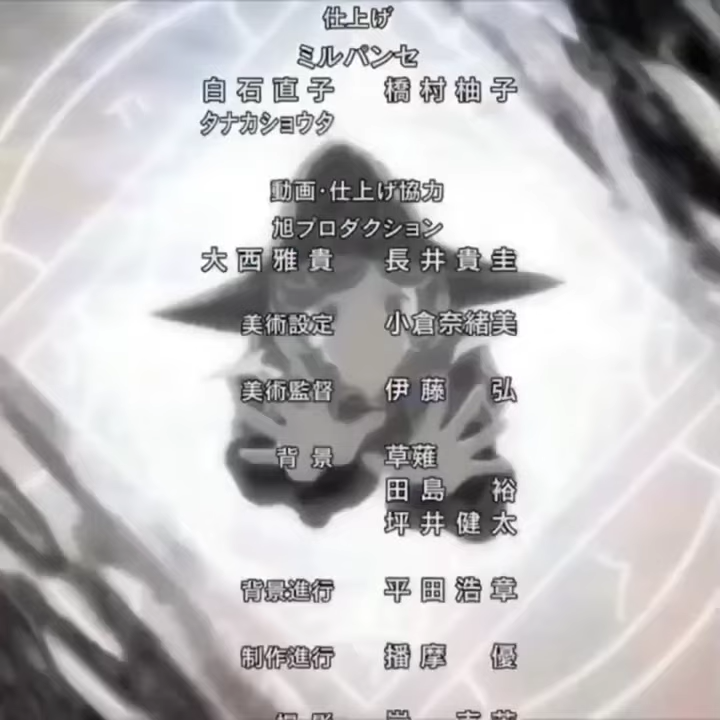 仕上げ
ミルパンセ
白石直子 橋村柚子
タナカショウタ
動画·仕上げ協力
旭プロダクション
大西雅貴 長井貴圭
美術設定 小倉奈緒美
美術監督 伊藤 弘
背景 草薙
田島 裕
坪井健太
背景進行 平田浩章
制作進行 播摩 優